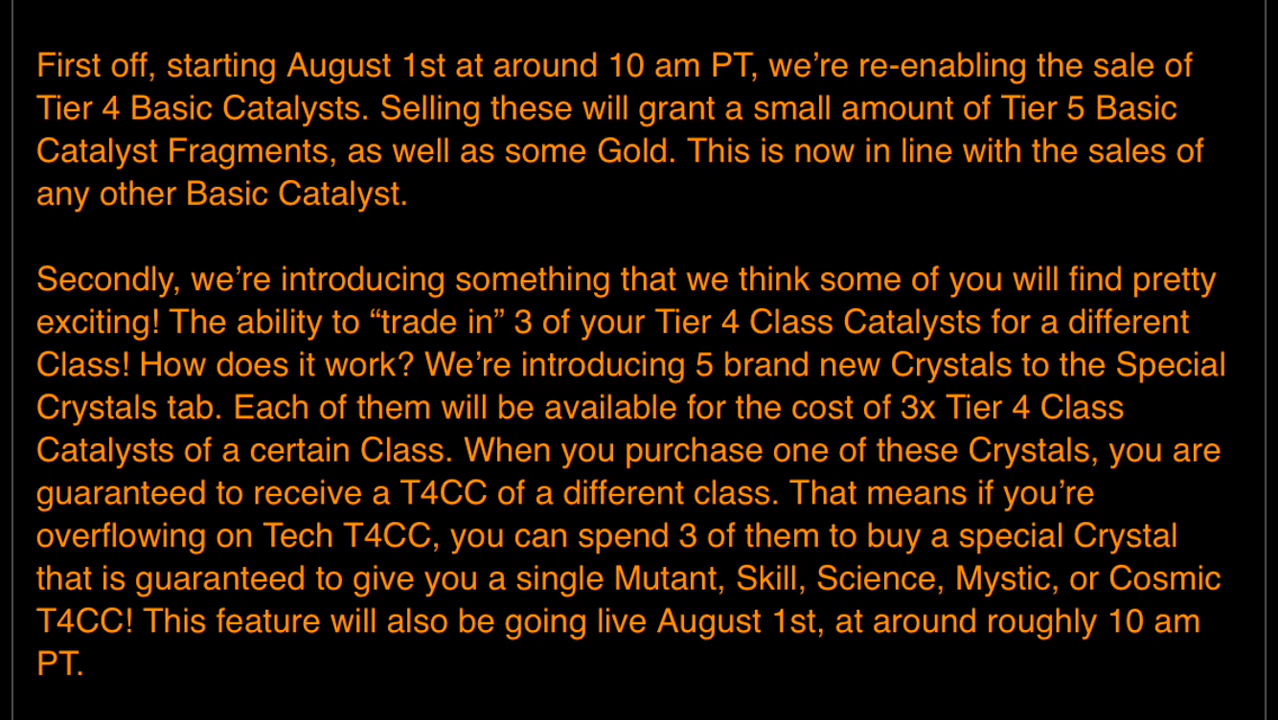 First off, starting August 1st at around 10 am PT, we’re re-enabling the sale of
Tier 4 Basic Catalysts. Selling these will grant a small amount of Tier 5 Basic
Catalyst Fragments, as well as some Gold. This is now in line with the sales of
any other Basic Catalyst.
Secondly, we’re introducing something that we think some of you will find pretty
exciting! The ability to “trade in” 3 of your Tier 4 Class Catalysts for a different
Class! How does it work? We’re introducing 5 brand new Crystals to the Special
Crystals tab. Each of them will be available for the cost of 3x Tier 4 Class
Catalysts of a certain Class. When you purchase one of these Crystals, you are
guaranteed to receive a T4CC of a different class. That means if you’re
overflowing on Tech T4CC, you can spend 3 of them to buy a special Crystal
that is guaranteed to give you a single Mutant, Skill, Science, Mystic, or Cosmic
T4CC! This feature will also be going live August 1st, at around roughly 10 am
PT.